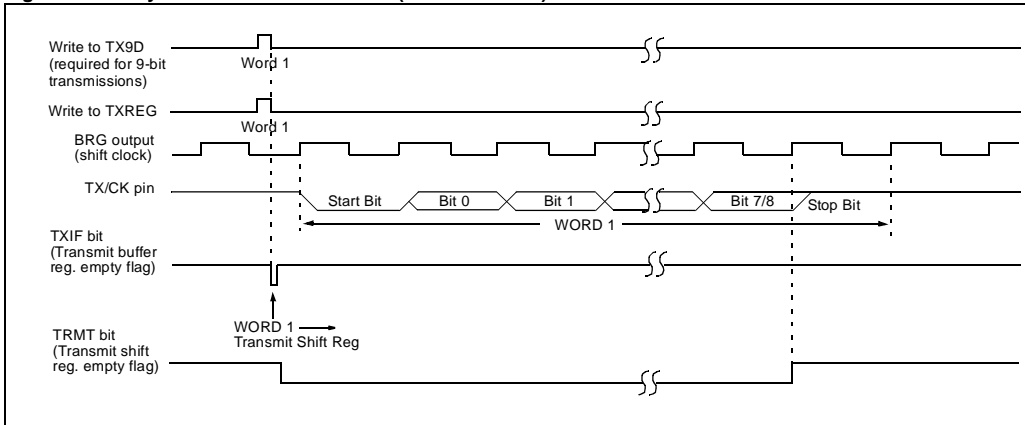 Write to TX9D
(required for 9-bit
transmissions)
Word 1
Write to TXREG
Word 1
BRG output
(shift clock)
TX/CK pin
Start Bit
Bit 0
Bit 1
Bit 7/8
Stop Bit
WORD 1
TXIF bit
(Transmit buffer
reg. empty flag)
WORD 1
Transmit Shift Reg
TRMT bit
(Transmit shift
reg. empty flag)